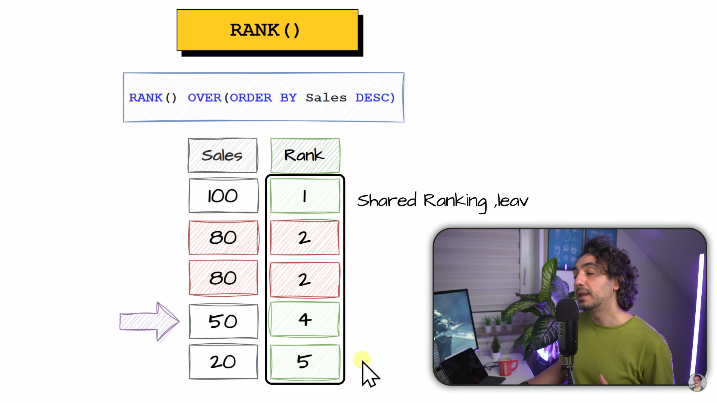 RANK()
RANK() OVER(ORDER BY Sales DESC)
Sales Rank
100 1
Shared Ranking ,leav
80 2
80 2
50 4
20 5